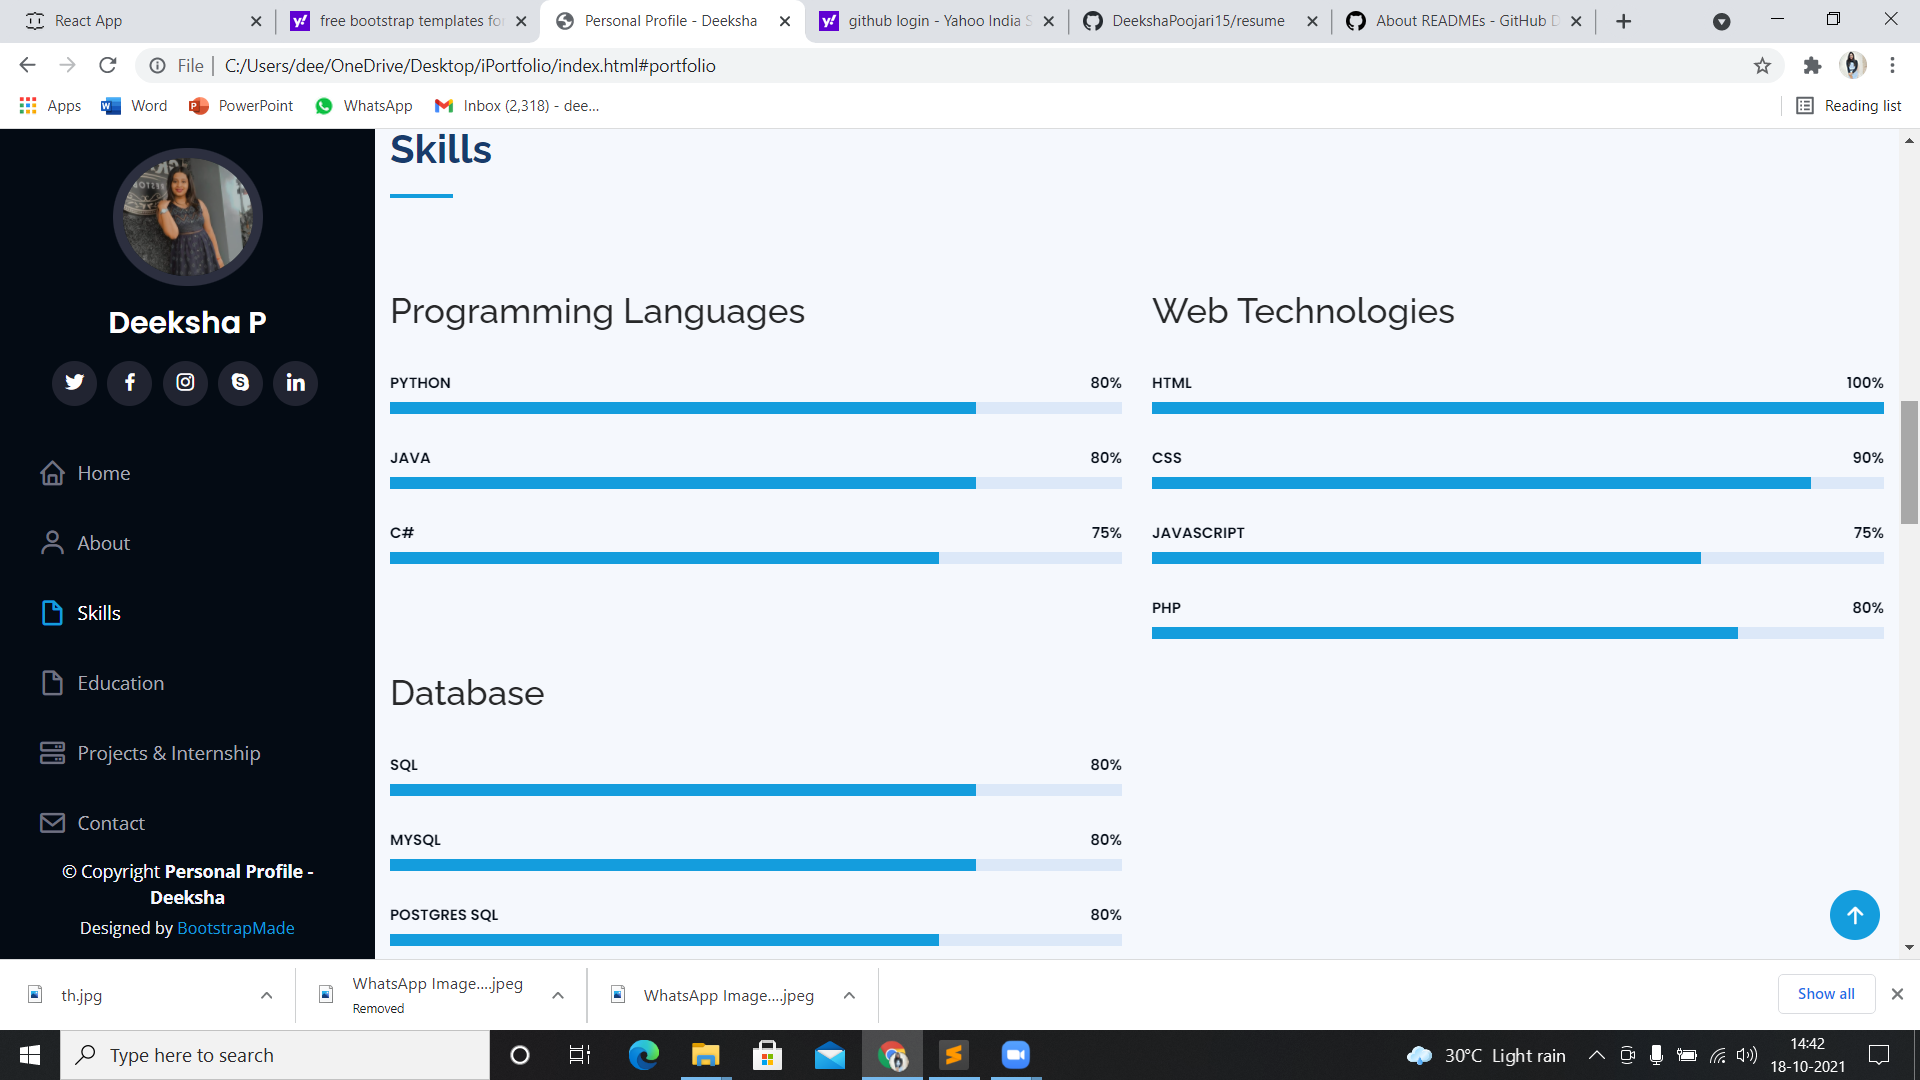 React App
free bootstrap templates fo
Personal Profile - Deeksha
github login - Yahoo India S
DeekshaPoojari15/resume
About READMEs - GitHub D
File
C:/Users/dee/OneDrive/Desktop/iPortfolio/index.html#portfolio
Apps
Word
PowerPoint
WhatsApp
Inbox (2,318) - dee...
Reading list
Deeksha P
Home
About
Skills
Education
Projects & Internship
Contact
© Copyright Personal Profile -
Deeksha
Designed by BootstrapMade
Skills
Programming Languages
PYTHON 80%
JAVA 80%
C# 75%
Web Technologies
HTML 100%
CSS 90%
JAVASCRIPT 75%
PHP 80%
Database
SQL 80%
MYSQL 80%
POSTGRES SQL 80%
th.jpg
WhatsApp Image....jpeg
Removed
WhatsApp Image....jpeg
Show all
Type here to search
30°C Light rain
14:42
18-10-2021